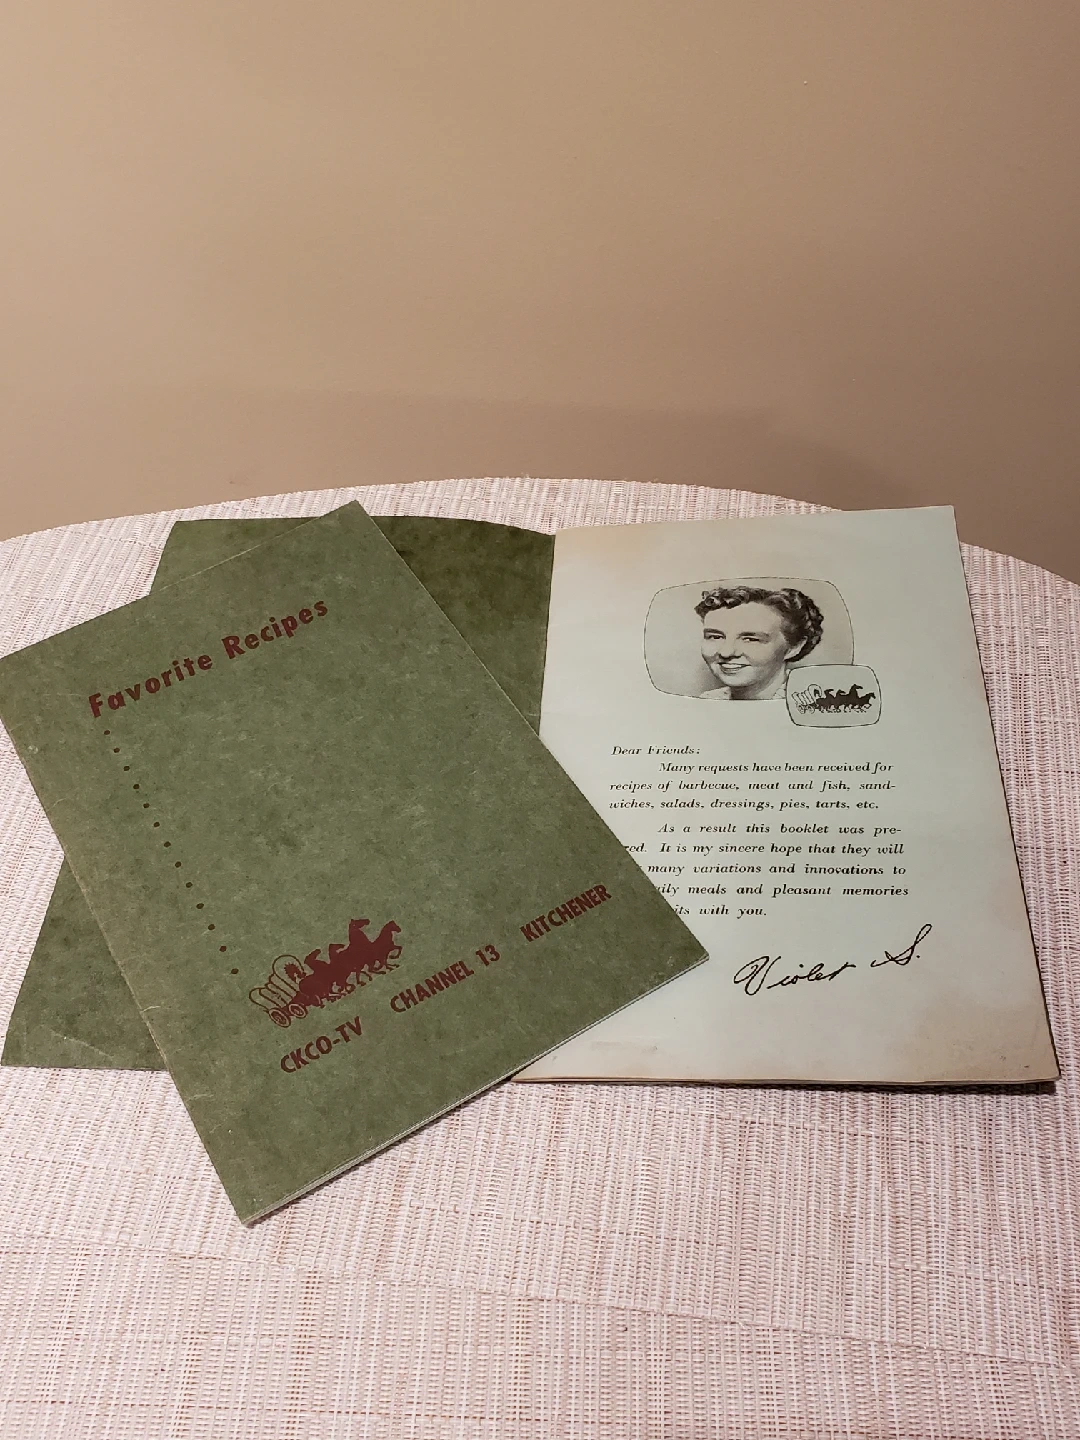 Favorite Recipes
CKCO-TV CHANNEL 13 KITCHENER
Dear Friends:
Many requests have been received for
recipes of barbecue, meat and fish, sand-
wiches, salads, dressings, pies, tarts, etc.
As a result this booklet was pre-
It is my sincere hope that they will
many variations and innovations to
meals and pleasant memories
with you.
Violet S.